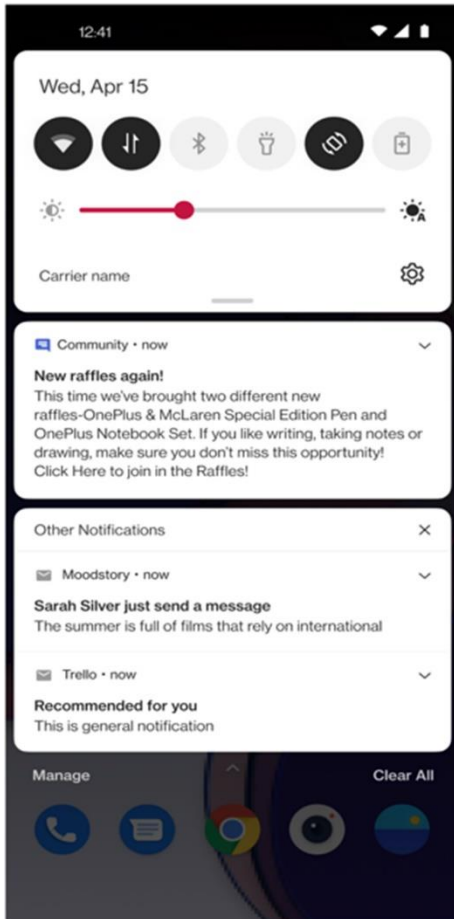 12:41
Wed, Apr 15
A
Carrier name
Community • now
New raffles again!
This time we've brought two different new
raffles-OnePlus & McLaren Special Edition Pen and
OnePlus Notebook Set. If you like writing, taking notes or
drawing, make sure you don't miss this opportunity!
Click Here to join in the Raffles!
Other Notifications
Moodstory • now
Sarah Silver just send a message
The summer is full of films that rely on international
Trello • now
Recommended for you
This is general notification
Manage
Clear All